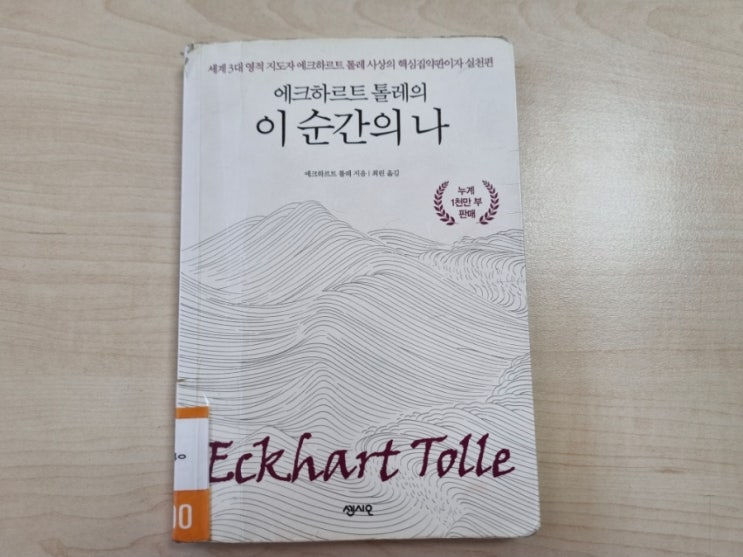 세계 3대 영적 지도자 에크하르트 톨레 사상의 핵심집약판이자 실천편
에크하르트 톨레의
이 순간의 나
에크하르트 톨레 지음 | 최린 옮김
누계
1천만 부
판매
Eckhart Tolle
센시오